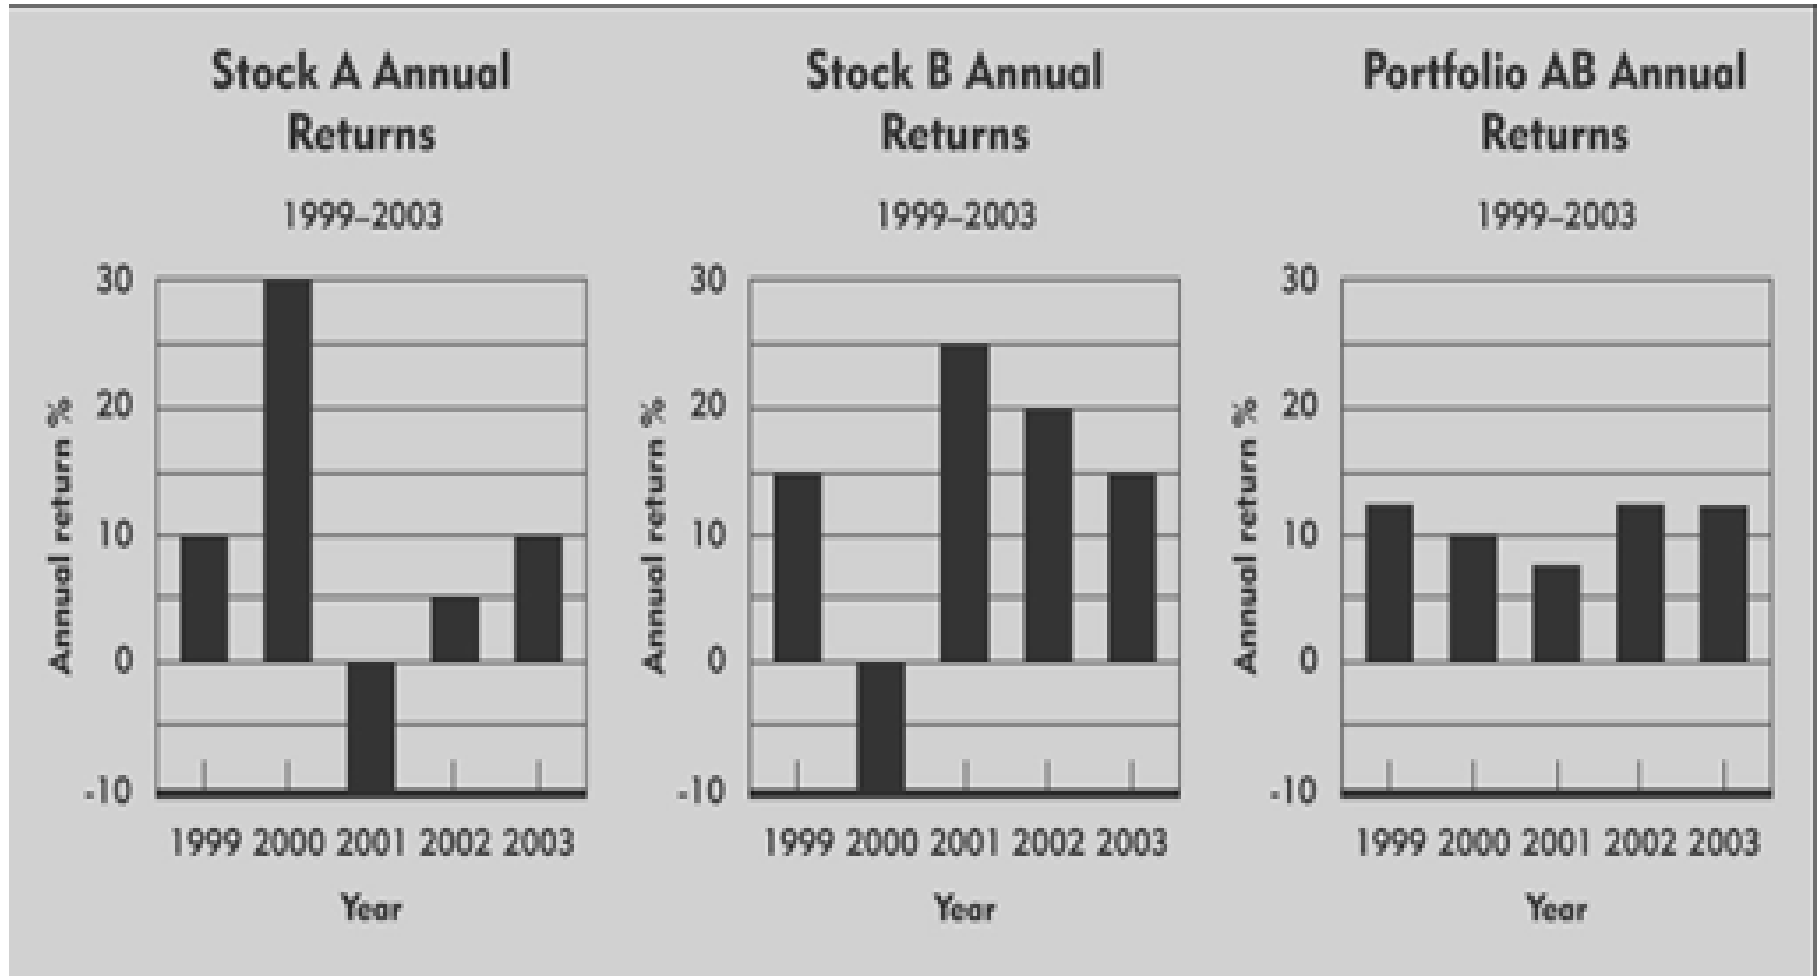 Stock A Annual
Returns
1999–2003
30
20
10
0
-10
Annual return %
1999 2000 2001 2002 2003
Year
Stock B Annual
Returns
1999–2003
30
20
10
0
-10
Annual return %
1999 2000 2001 2002 2003
Year
Portfolio AB Annual
Returns
1999–2003
30
20
10
0
-10
Annual return %
1999 2000 2001 2002 2003
Year